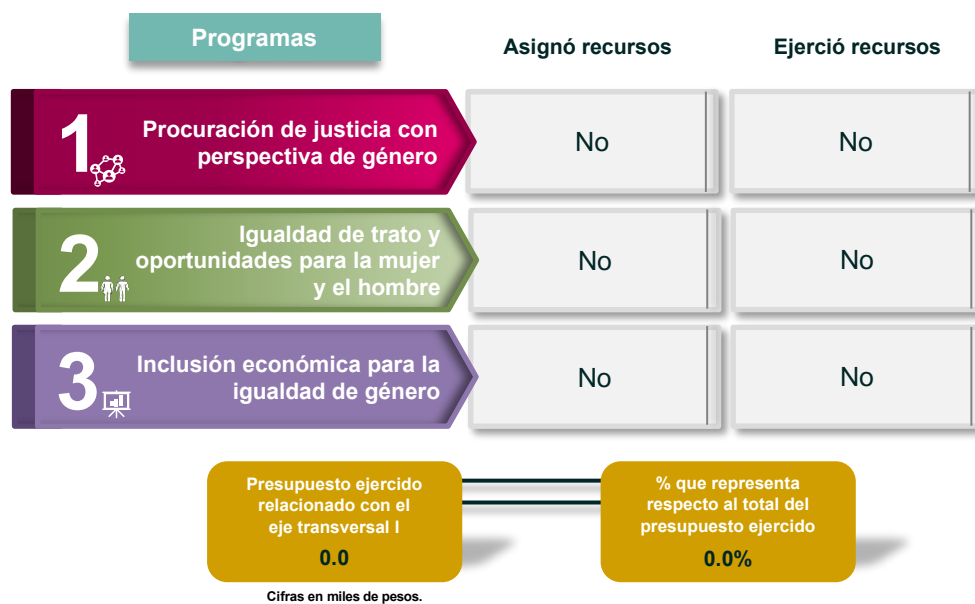 Programas
Asignó recursos
Ejerció recursos
1
Procuración de justicia con
perspectiva de género
No
No
2
Igualdad de trato y
oportunidades para la mujer
y el hombre
No
No
3
Inclusión económica para la
igualdad de género
No
No
Presupuesto ejercido
relacionado con el
eje transversal I
0.0
% que representa
respecto al total del
presupuesto ejercido
0.0%
Cifras en miles de pesos.